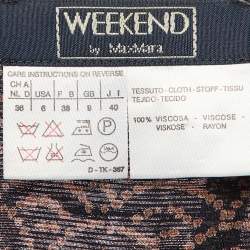 WEEKEND
by MaxMara
CARE INSTRUCTIONS ON REVERSE
CH A NL D USA F B GB J I
36 6 38 9 40
TESSUTO-CLOTH-STOFF-TISSU
TEJIDO-TECIDO
100% VISCOSA - VISCOSE -
VISKOSE - RAYON
D-TK-367